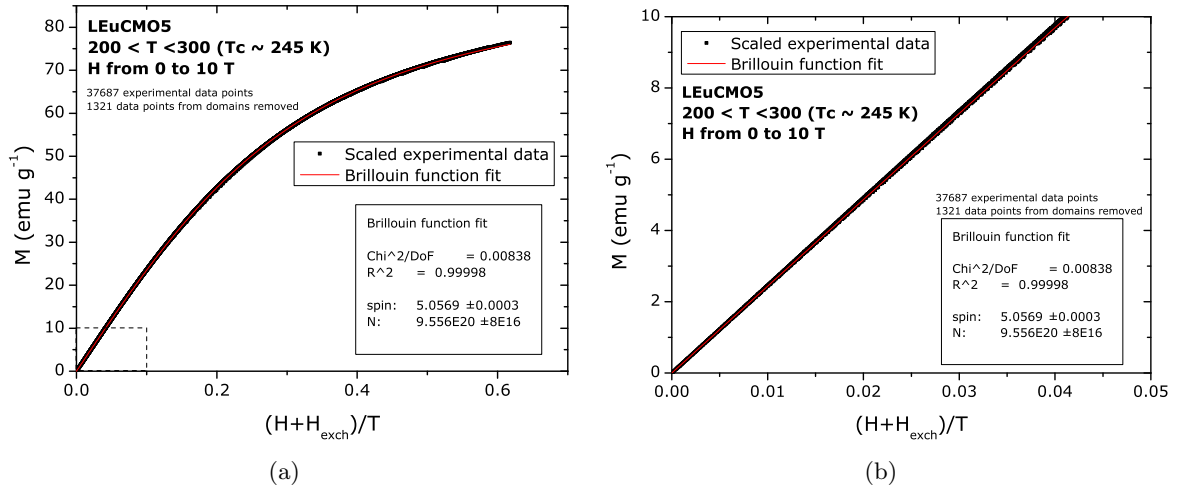 LEuCMO5
200 < T <300 (Tc ~ 245 K)
H from 0 to 10 T
37687 experimental data points
1321 data points from domains removed
Scaled experimental data
Brillouin function fit
Brillouin function fit
Chi^2/DoF = 0.00838
R^2 = 0.99998
spin: 5.0569 ±0.0003
N: 9.556E20 ±8E16
M (emu g-1)
80
70
60
50
40
30
20
10
0
0.0 0.2 0.4 0.6
(H+Hexch)/T
(a)
Scaled experimental data
Brillouin function fit
LEuCMO5
200 < T <300 (Tc ~ 245 K)
H from 0 to 10 T
37687 experimental data points
1321 data points from domains removed
Brillouin function fit
Chi^2/DoF = 0.00838
R^2 = 0.99998
spin: 5.0569 ±0.0003
N: 9.556E20 ±8E16
M (emu g-1)
10
8
6
4
2
0
0.00 0.01 0.02 0.03 0.04 0.05
(H+Hexch)/T
(b)